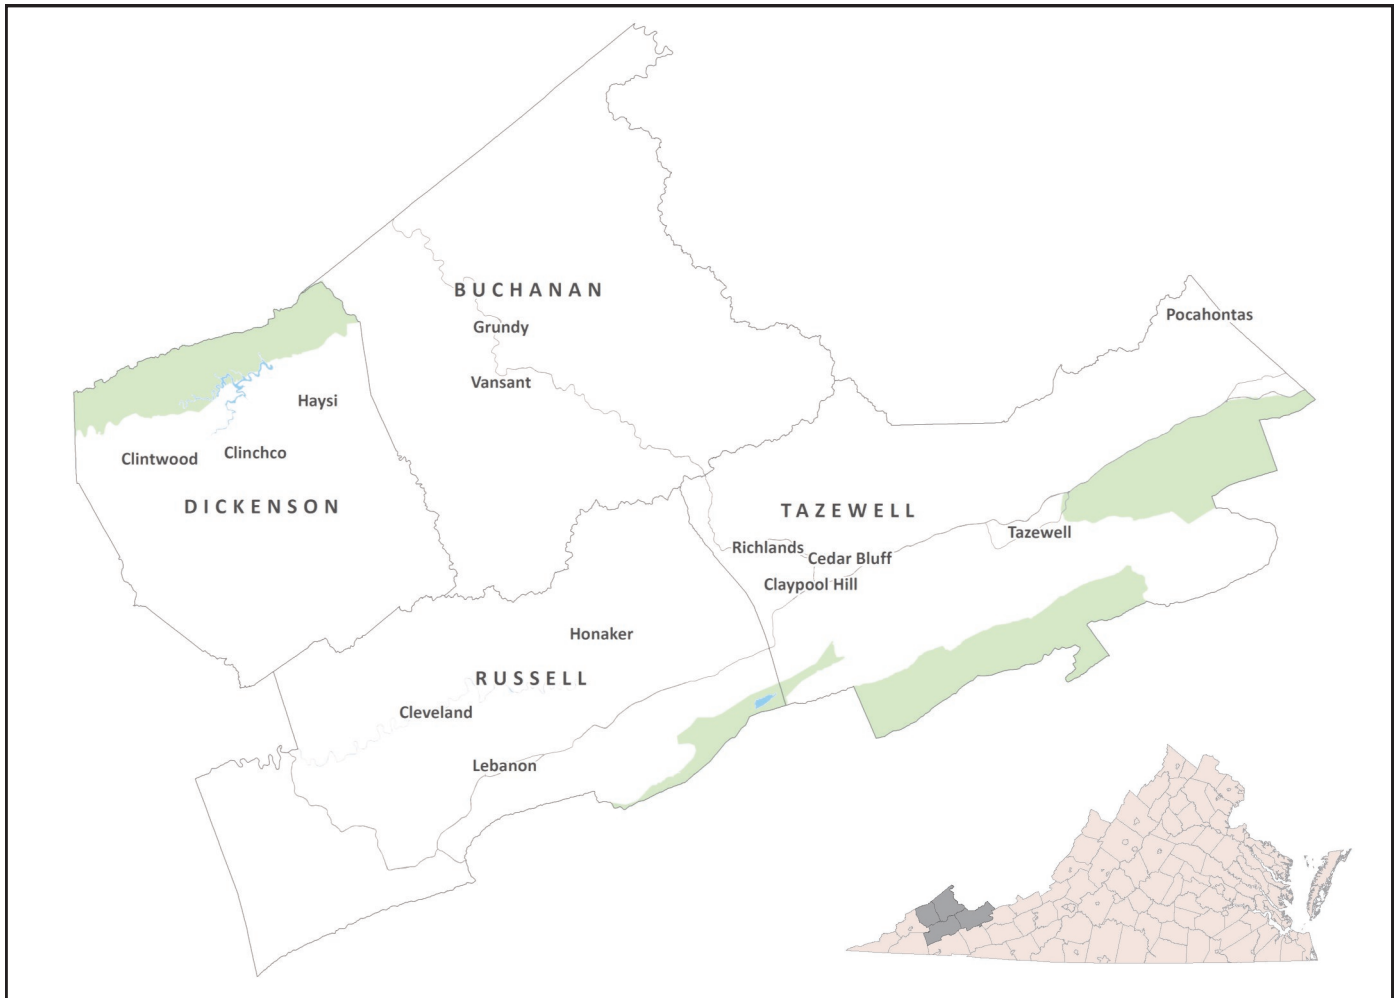 BUCHANAN
Pocahontas
Grundy
Vansant
Haysi
Clinchco
Clintwood
DICKENSON
TAZEWELL
Tazewell
Richlands
Cedar Bluff
Claypool Hill
Honaker
RUSSELL
Cleveland
Lebanon